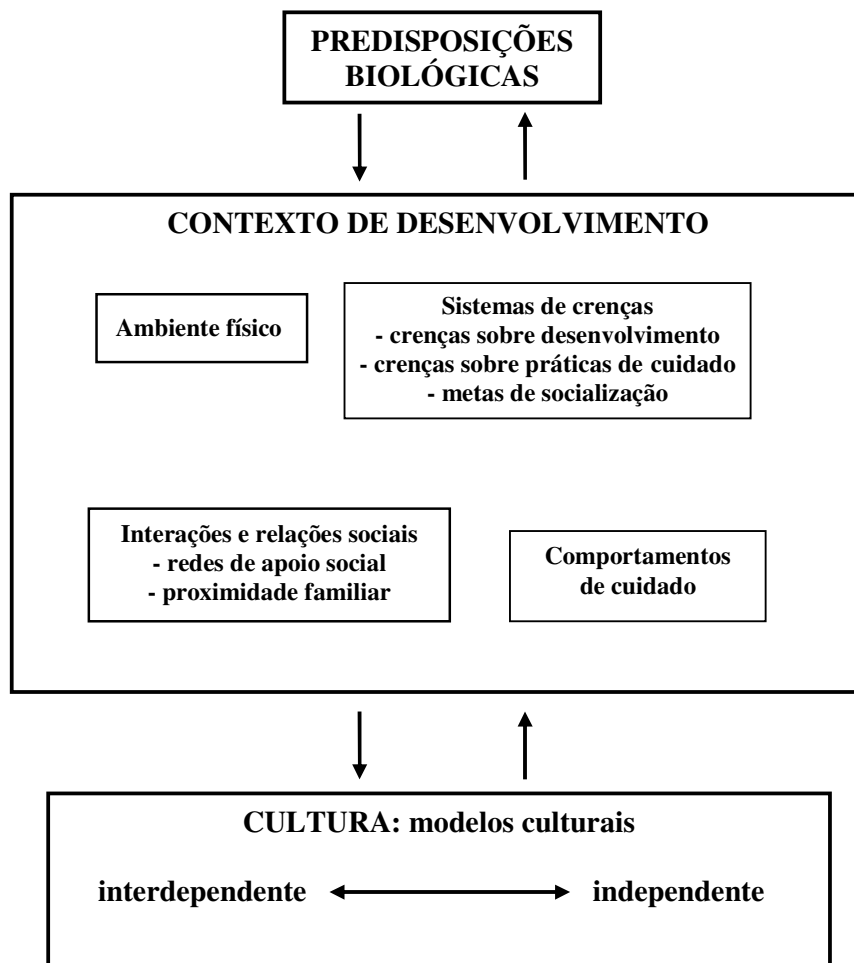 PREDISPOSIÇÕES
BIOLÓGICAS
CONTEXTO DE DESENVOLVIMENTO
Ambiente físico
Sistemas de crenças
- crenças sobre desenvolvimento
- crenças sobre práticas de cuidado
- metas de socialização
Interações e relações sociais
- redes de apoio social
- proximidade familiar
Comportamentos
de cuidado
CULTURA: modelos culturais
interdependente
independente